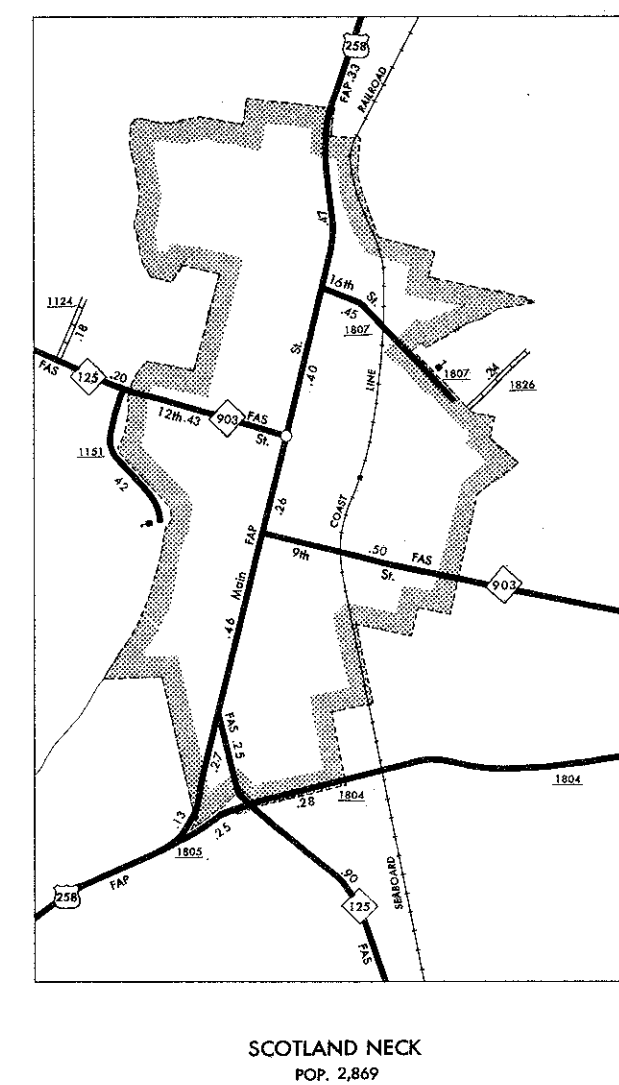 258
FAP .33
RAILROAD
.47
16th St.
.45
1807
1124
.18
St.
.40
LINE
1807
.24
1826
FAS
125
.20
12th .43
903
FAS
St.
1151
.42
.26
COAST
FAP
9th
.50
FAS
St.
903
Main
.46
FAS .25
.27
.13
.25
.28
1804
1804
1805
FAP
258
.90
125
FAS
SEABOARD
SCOTLAND NECK
POP. 2,869